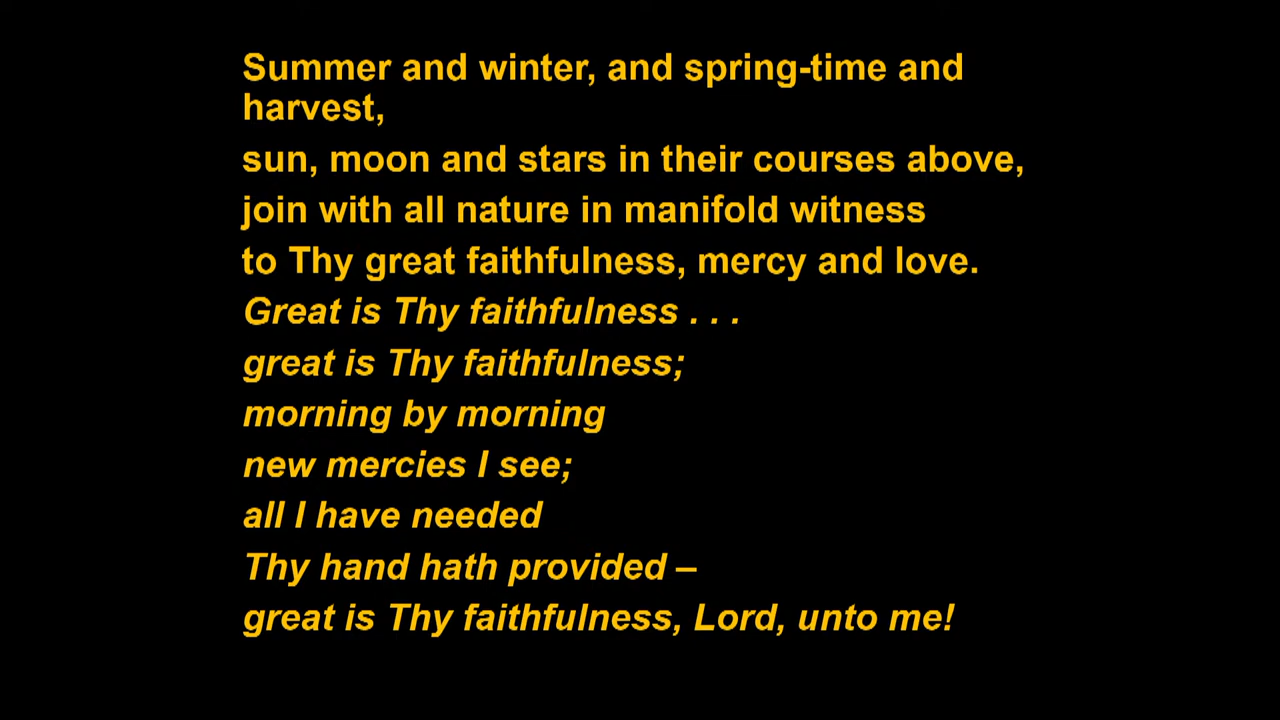 Summer and winter, and spring-time and
harvest,
sun, moon and stars in their courses above,
join with all nature in manifold witness
to Thy great faithfulness, mercy and love.
Great is Thy faithfulness . . .
great is Thy faithfulness;
morning by morning
new mercies I see;
all I have needed
Thy hand hath provided –
great is Thy faithfulness, Lord, unto me!